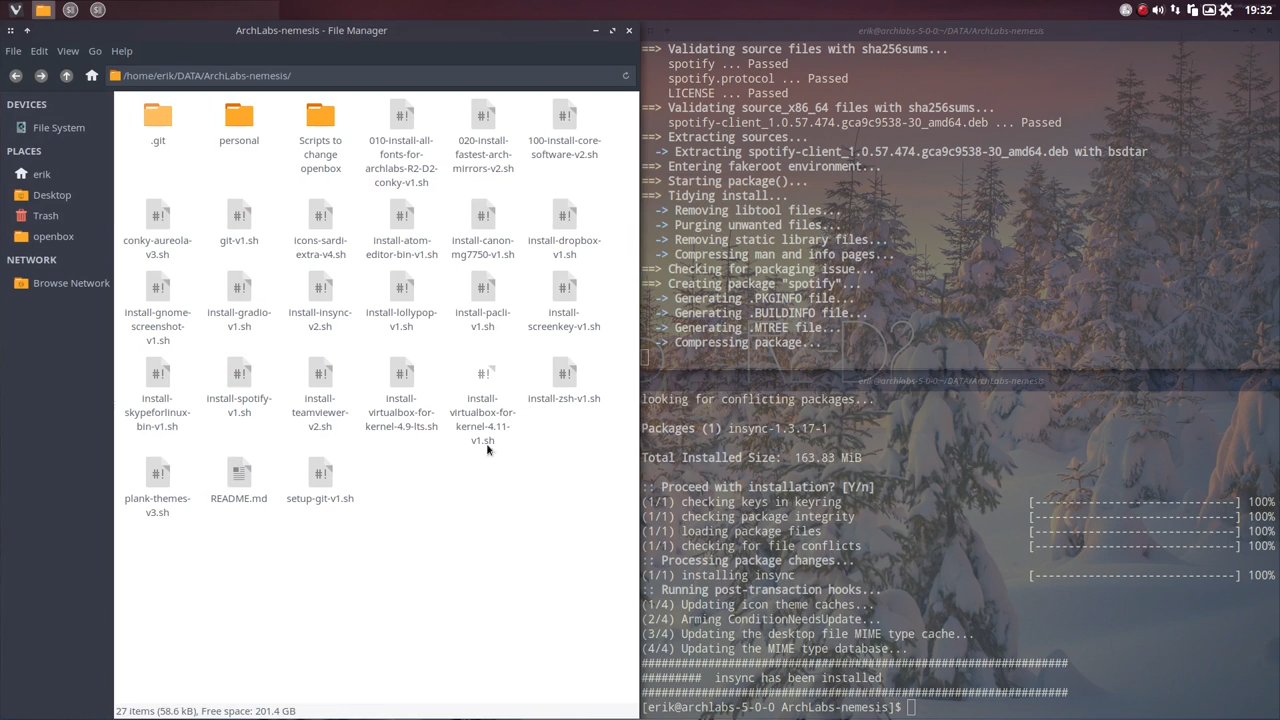 19:32
ArchLabs-nemesis - File Manager
File Edit View Go Help
/home/erik/DATA/ArchLabs-nemesis/
DEVICES
File System
PLACES
erik
Desktop
Trash
openbox
NETWORK
Browse Network
.git
personal
Scripts to
change
openbox
010-install-all-
fonts-for-
archlabs-R2-D2-
conky-v1.sh
020-install-
fastest-arch-
mirrors-v2.sh
100-install-core-
software-v2.sh
conky-aureola-
v3.sh
git-v1.sh
icons-sardi-
extra-v4.sh
install-atom-
editor-bin-v1.sh
install-canon-
mg7750-v1.sh
install-dropbox-
v1.sh
install-gnome-
screenshot-
v1.sh
install-gradio-
v1.sh
install-insync-
v2.sh
install-lollypop-
v1.sh
install-pacli-
v1.sh
install-
screenkey-v1.sh
install-
skypeforlinux-
bin-v1.sh
install-spotify-
v1.sh
install-
teamviewer-
v2.sh
install-
virtualbox-for-
kernel-4.9-lts.sh
install-
virtualbox-for-
kernel-4.11-
v1.sh
install-zsh-v1.sh
plank-themes-
v3.sh
README.md
setup-git-v1.sh
27 items (58.6 kB), Free space: 201.4 GB
erik@archlabs-5-0-0:~/DATA/ArchLabs-nemesis
==> Validating source files with sha256sums...
spotify ... Passed
spotify.protocol ... Passed
LICENSE ... Passed
==> Validating source_x86_64 files with sha256sums...
spotify-client_1.0.57.474.gca9c9538-30_amd64.deb ... Passed
==> Extracting sources...
-> Extracting spotify-client_1.0.57.474.gca9c9538-30_amd64.deb with bsdtar
==> Entering fakeroot environment...
==> Starting package()...
==> Tidying install...
-> Removing libtool files...
-> Purging unwanted files...
-> Removing static library files...
-> Compressing man and info pages...
==> Checking for packaging issue...
==> Creating package "spotify"...
-> Generating .PKGINFO file...
-> Generating .BUILDINFO file...
-> Generating .MTREE file...
-> Compressing package...
erik@archlabs-5-0-0:~/DATA/ArchLabs-nemesis
looking for conflicting packages...
Packages (1) insync-1.3.17-1
Total Installed Size:  163.83 MiB
:: Proceed with installation? [Y/n]
(1/1) checking keys in keyring [----------------------------] 100%
(1/1) checking package integrity [----------------------------] 100%
(1/1) loading package files [----------------------------] 100%
(1/1) checking for file conflicts [----------------------------] 100%
:: Processing package changes...
(1/1) installing insync [----------------------------] 100%
:: Running post-transaction hooks...
(1/4) Updating icon theme caches...
(2/4) Arming ConditionNeedsUpdate...
(3/4) Updating the desktop file MIME type cache...
(4/4) Updating the MIME type database...
################################################################
#########  insync has been installed
################################################################
[erik@archlabs-5-0-0 ArchLabs-nemesis]$